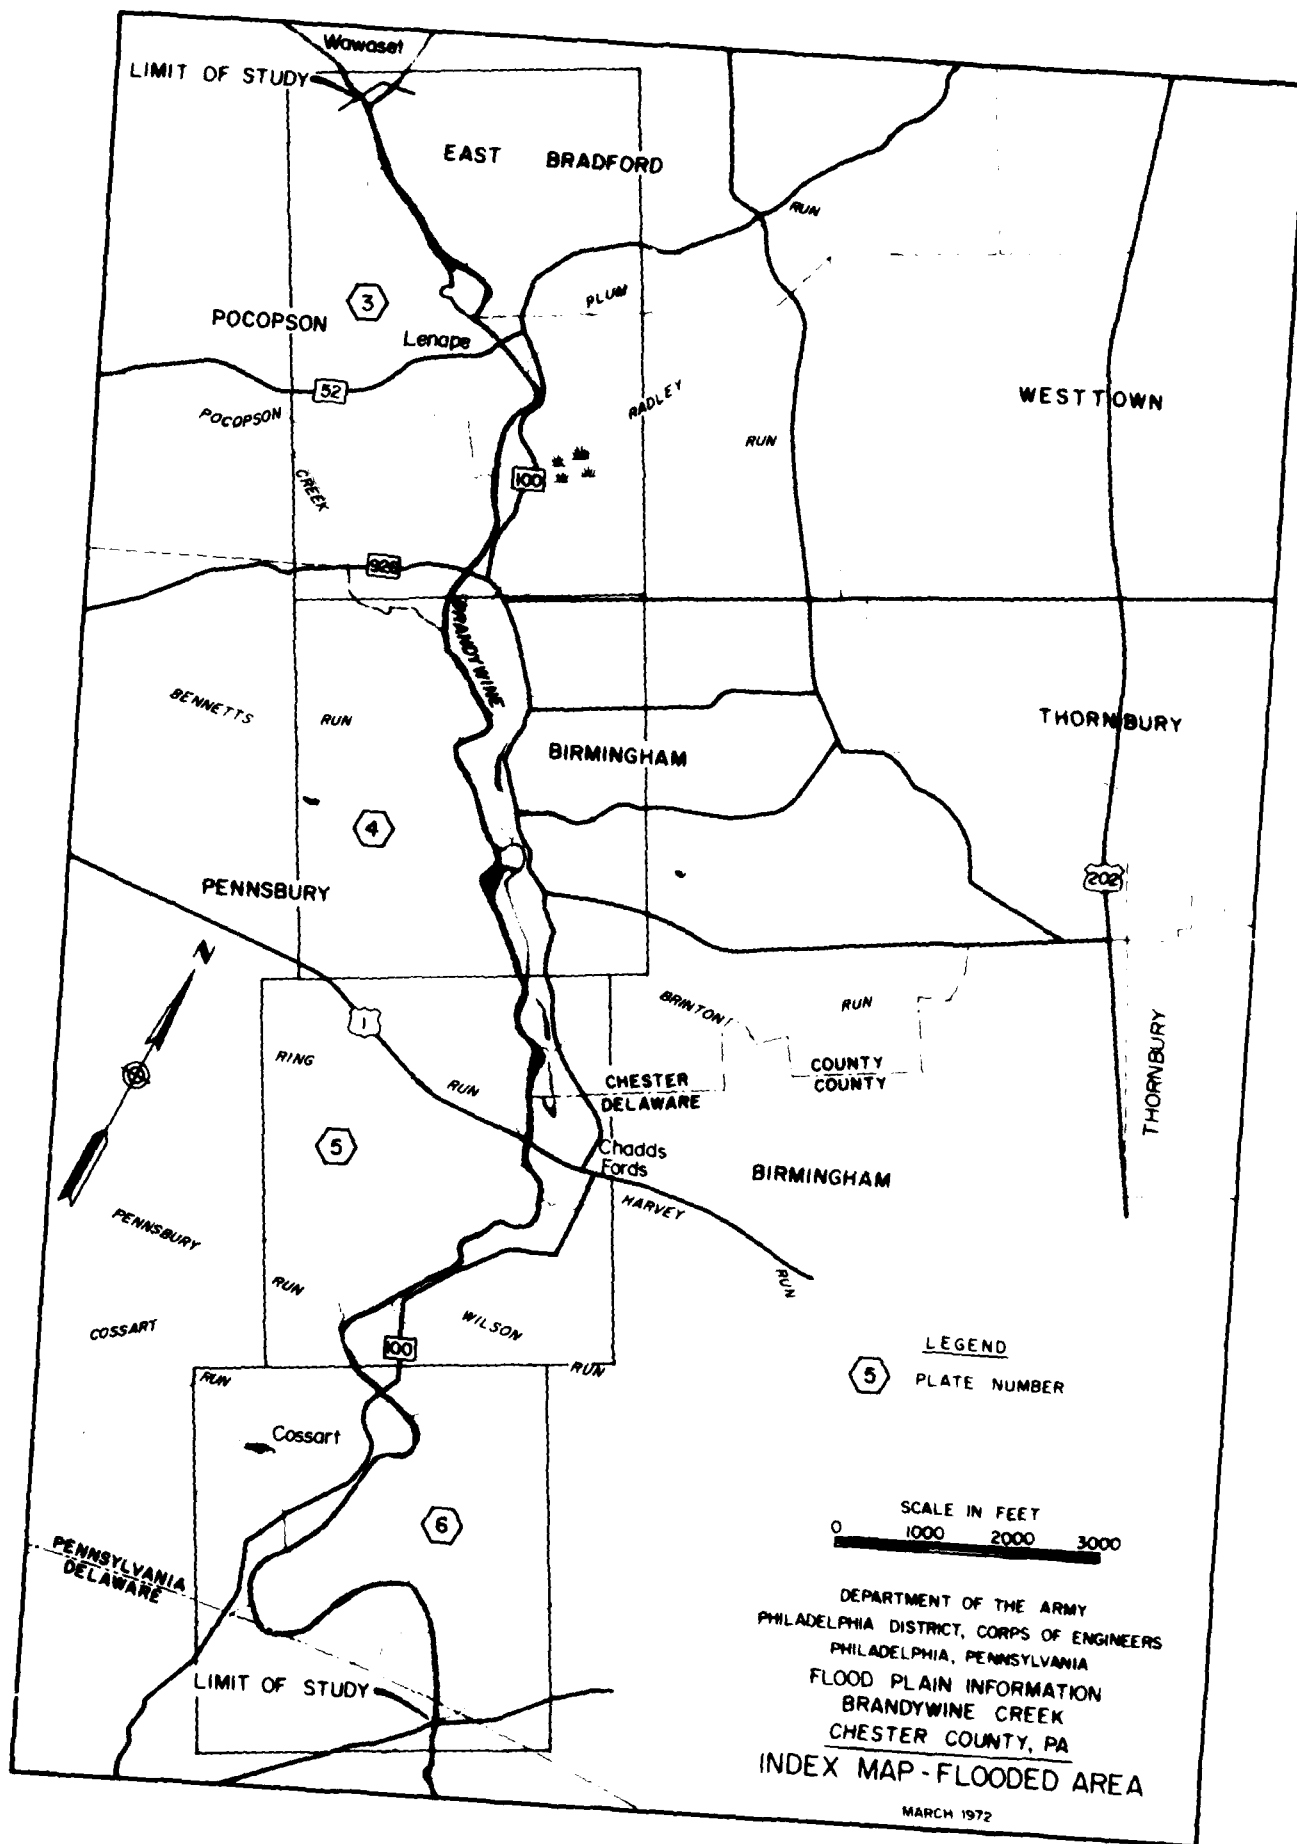 Wawaset
LIMIT OF STUDY
EAST BRADFORD
RUN
PLUM
3
POCOPSON
Lenape
52
POCOPSON
RADLEY
WESTTOWN
RUN
100
CREEK
926
BRANDYWINE
BENNETTS
RUN
THORNBURY
BIRMINGHAM
4
202
PENNSBURY
N
BRINTON
RUN
1
RING
RUN
COUNTY
COUNTY
CHESTER
DELAWARE
THORNBURY
5
Chadds
Fords
BIRMINGHAM
HARVEY
PENNSBURY
RUN
RUN
WILSON
COSSART
100
RUN
RUN
LEGEND
5 PLATE NUMBER
Cossart
6
SCALE IN FEET
0 1000 2000 3000
PENNSYLVANIA
DELAWARE
LIMIT OF STUDY
DEPARTMENT OF THE ARMY
PHILADELPHIA DISTRICT, CORPS OF ENGINEERS
PHILADELPHIA, PENNSYLVANIA
FLOOD PLAIN INFORMATION
BRANDYWINE CREEK
CHESTER COUNTY, PA
INDEX MAP - FLOODED AREA
MARCH 1972